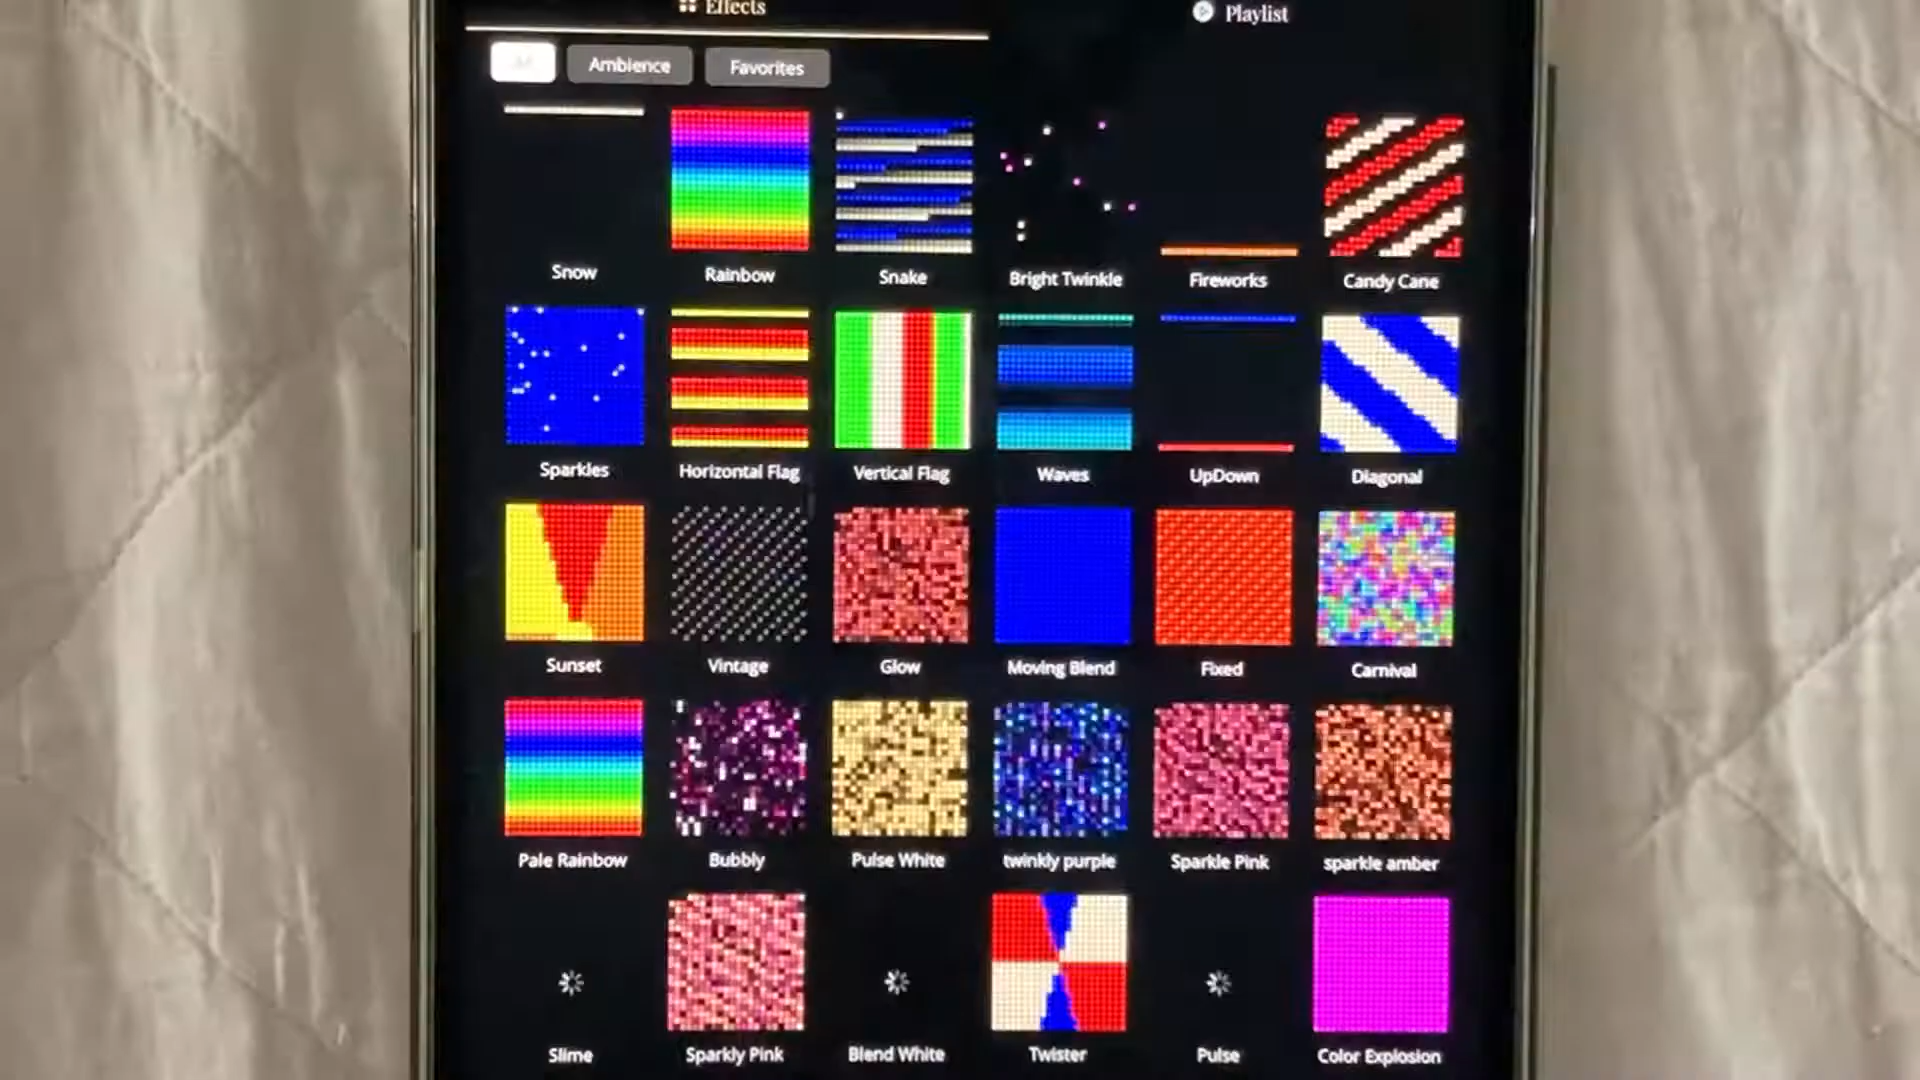 Effects
Playlist
Ambience
Favorites
Snow
Rainbow
Snake
Bright Twinkle
Fireworks
Candy Cane
Sparkles
Horizontal Flag
Vertical Flag
Waves
UpDown
Diagonal
Sunset
Vintage
Glow
Moving Blend
Fixed
Carnival
Pale Rainbow
Bubbly
Pulse White
twinkly purple
Sparkle Pink
sparkle amber
Slime
Sparkly Pink
Blend White
Twister
Pulse
Color Explosion